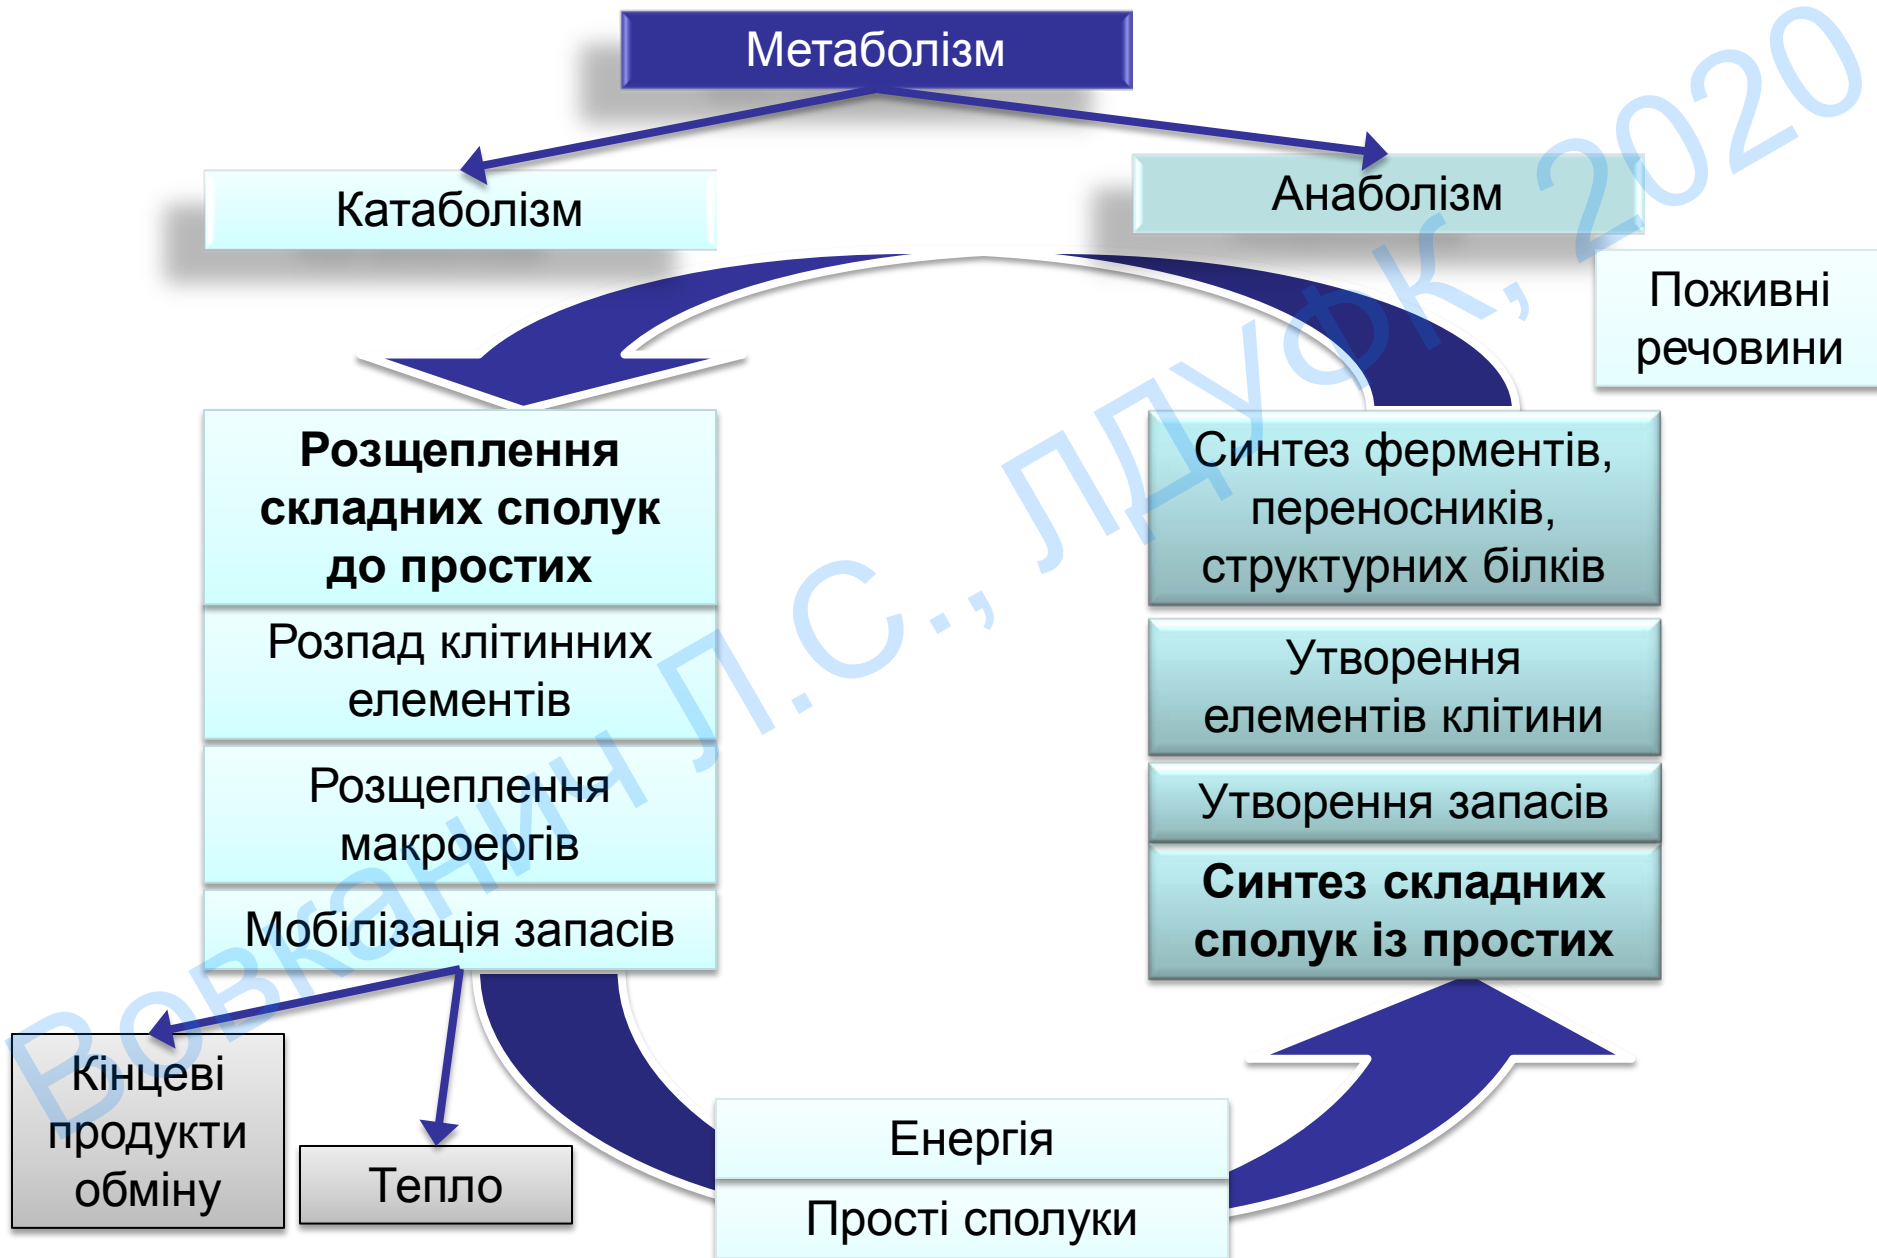 Метаболізм
Катаболізм
Анаболізм
Поживні
речовини
Розщеплення
складних сполук
до простих
Розпад клітинних
елементів
Розщеплення
макроергів
Мобілізація запасів
Синтез ферментів,
переносників,
структурних білків
Утворення
елементів клітини
Утворення запасів
Синтез складних
сполук із простих
Кінцеві
продукти
обміну
Тепло
Енергія
Прості сполуки
Вовканич Л.С., ЛДУФК, 2020